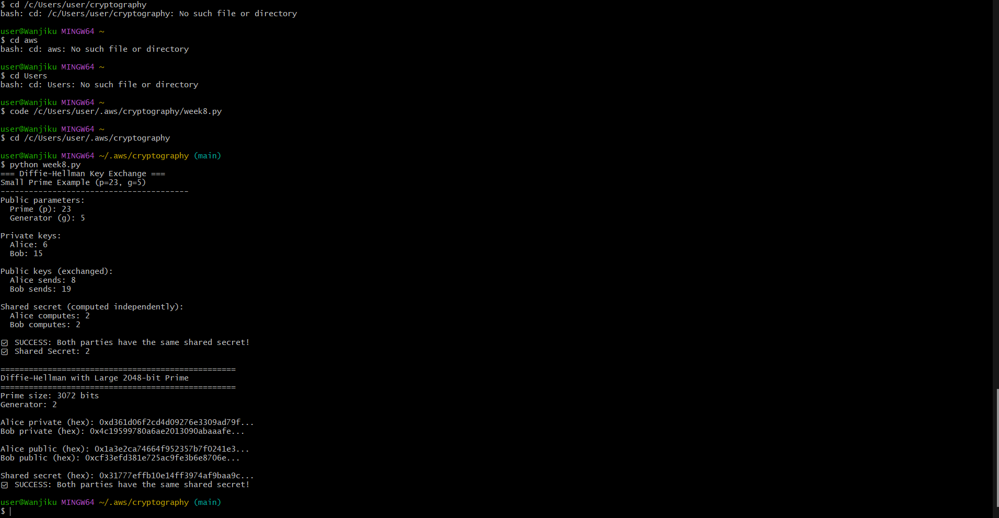 $ cd /c/Users/user/cryptography
bash: cd: /c/Users/user/cryptography: No such file or directory
user@Wanjiku MINGW64 ~
$ cd aws
bash: cd: aws: No such file or directory
user@Wanjiku MINGW64 ~
$ cd Users
bash: cd: Users: No such file or directory
user@Wanjiku MINGW64 ~
$ code /c/Users/user/.aws/cryptography/week8.py
user@Wanjiku MINGW64 ~
$ cd /c/Users/user/.aws/cryptography
user@Wanjiku MINGW64 ~/.aws/cryptography (main)
$ python week8.py
=== Diffie-Hellman Key Exchange ===
Small Prime Example (p=23, g=5)
----------------------------------------
Public parameters:
  Prime (p): 23
  Generator (g): 5
Private keys:
  Alice: 6
  Bob: 15
Public keys (exchanged):
  Alice sends: 8
  Bob sends: 19
Shared secret (computed independently):
  Alice computes: 2
  Bob computes: 2
☑ SUCCESS: Both parties have the same shared secret!
☑ Shared Secret: 2
==================================================
Diffie-Hellman with Large 2048-bit Prime
==================================================
Prime size: 3072 bits
Generator: 2
Alice private (hex): 0xd361d06f2cd4d09276e3309ad79f...
Bob private (hex): 0x4c19599780a6ae2013090abaaafe...
Alice public (hex): 0x1a3e2ca74664f952357b7f0241e3...
Bob public (hex): 0xcf33efd381e725ac9fe3b6e8706e...
Shared secret (hex): 0x31777effb10e14ff3974af9baa9c...
☑ SUCCESS: Both parties have the same shared secret!
user@Wanjiku MINGW64 ~/.aws/cryptography (main)
$